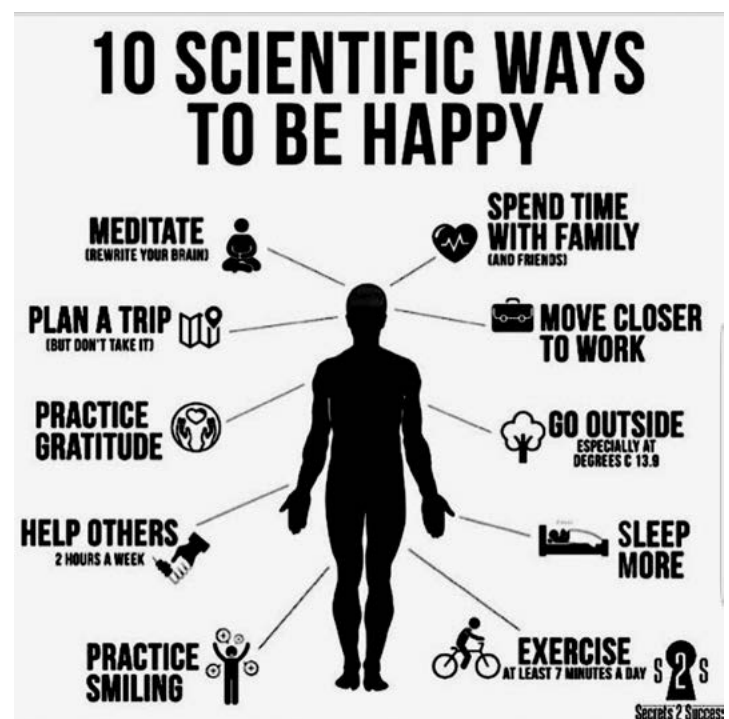 10 SCIENTIFIC WAYS
TO BE HAPPY
MEDITATE
(REWRITE YOUR BRAIN)
SPEND TIME
WITH FAMILY
(AND FRIENDS)
PLAN A TRIP
(BUT DON'T TAKE IT)
MOVE CLOSER
TO WORK
PRACTICE
GRATITUDE
GO OUTSIDE
ESPECIALLY AT
DEGREES C 13.9
HELP OTHERS
2 HOURS A WEEK
SLEEP
MORE
PRACTICE
SMILING
EXERCISE
AT LEAST 7 MINUTES A DAY
S 2 S
Secrets 2 Success